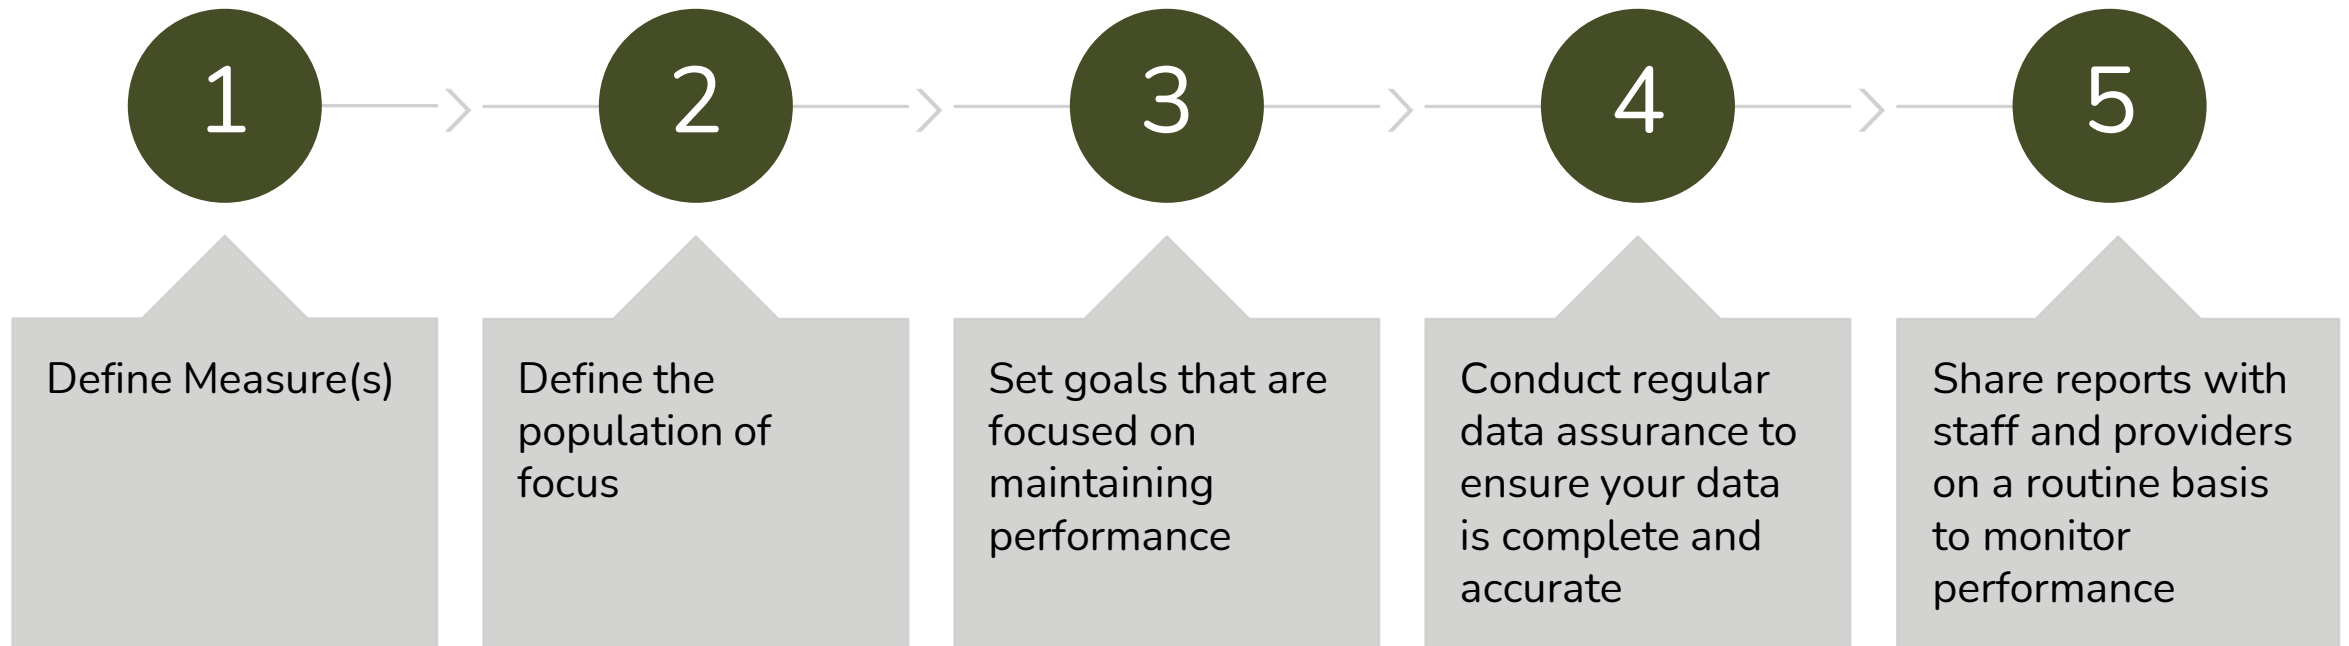 1
2
3
4
5
Define Measure(s)
Define the
population of
focus
Set goals that are
focused on
maintaining
performance
Conduct regular
data assurance to
ensure your data
is complete and
accurate
Share reports with
staff and providers
on a routine basis
to monitor
performance